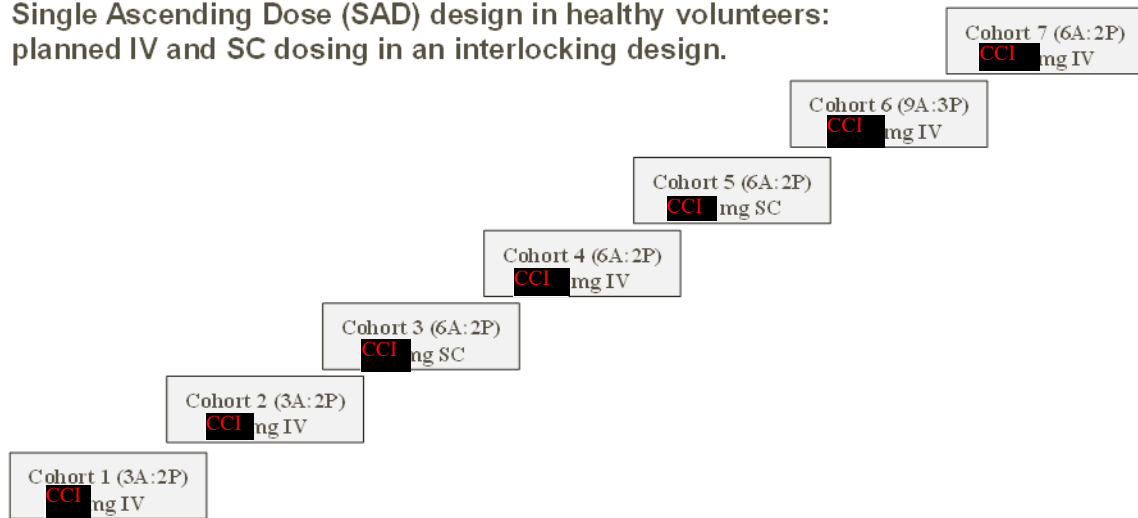 Single Ascending Dose (SAD) design in healthy volunteers:
planned IV and SC dosing in an interlocking design.
Cohort 7 (6A:2P)
CCI mg IV
Cohort 6 (9A:3P)
CCI mg IV
Cohort 5 (6A:2P)
CCI mg SC
Cohort 4 (6A:2P)
CCI mg IV
Cohort 3 (6A:2P)
CCI mg SC
Cohort 2 (3A:2P)
CCI mg IV
Cohort 1 (3A:2P)
CCI mg IV